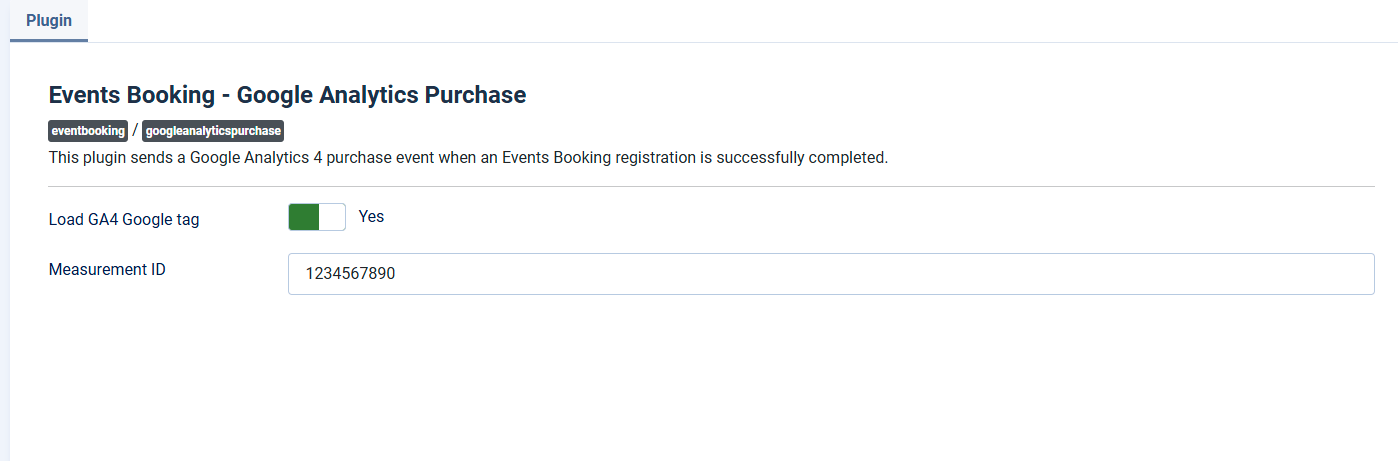 Plugin
Events Booking - Google Analytics Purchase
eventbooking / googleanalyticspurchase
This plugin sends a Google Analytics 4 purchase event when an Events Booking registration is successfully completed.
Load GA4 Google tag Yes
Measurement ID 1234567890